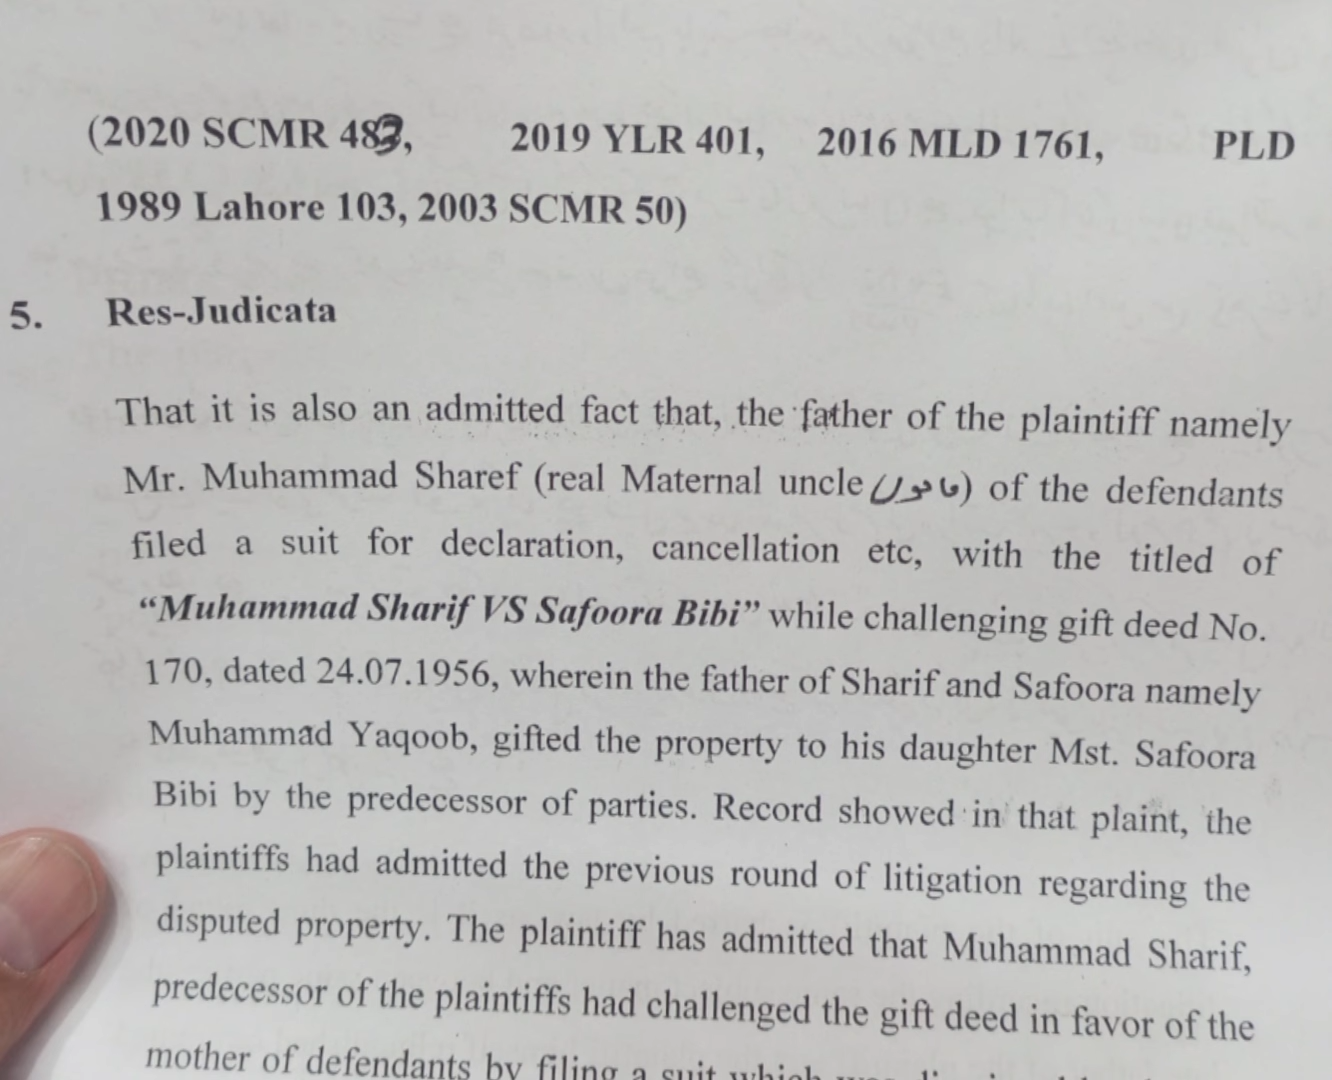 (2020 SCMR 483, 2019 YLR 401, 2016 MLD 1761, PLD
1989 Lahore 103, 2003 SCMR 50)
5. Res-Judicata
That it is also an admitted fact that, the father of the plaintiff namely
Mr. Muhammad Sharef (real Maternal uncle ماموں) of the defendants
filed a suit for declaration, cancellation etc, with the titled of
“Muhammad Sharif VS Safoora Bibi” while challenging gift deed No.
170, dated 24.07.1956, wherein the father of Sharif and Safoora namely
Muhammad Yaqoob, gifted the property to his daughter Mst. Safoora
Bibi by the predecessor of parties. Record showed in that plaint, the
plaintiffs had admitted the previous round of litigation regarding the
disputed property. The plaintiff has admitted that Muhammad Sharif,
predecessor of the plaintiffs had challenged the gift deed in favor of the
mother of defendants by filing a suit which was